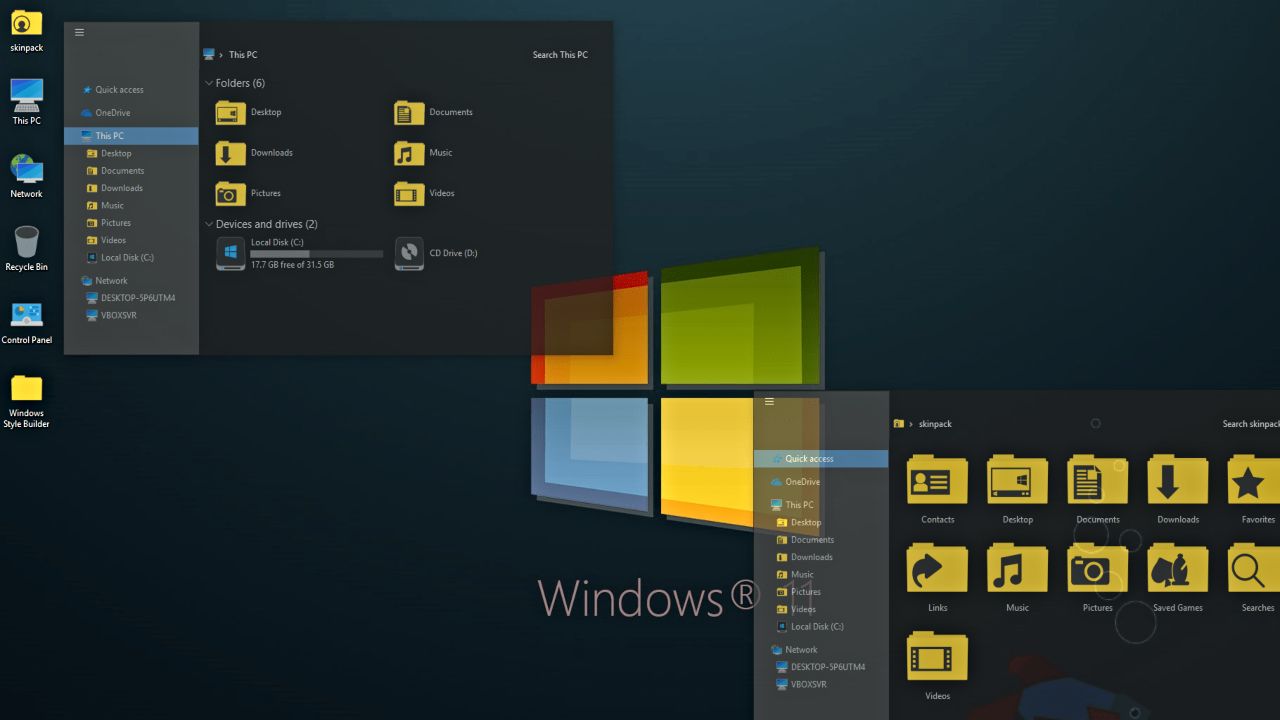 skinpack
This PC
Network
Recycle Bin
Control Panel
Windows
Style Builder
Quick access
OneDrive
This PC
Desktop
Documents
Downloads
Music
Pictures
Videos
Local Disk (C:)
Network
DESKTOP-5P6UTM4
VBOXSVR
› This PC
Search This PC
Folders (6)
Desktop
Documents
Downloads
Music
Pictures
Videos
Devices and drives (2)
Local Disk (C:)
17.7 GB free of 31.5 GB
CD Drive (D:)
Windows® 11
Quick access
OneDrive
This PC
Desktop
Documents
Downloads
Music
Pictures
Videos
Local Disk (C:)
Network
DESKTOP-5P6UTM4
VBOXSVR
› skinpack
Search skinpack
Contacts
Desktop
Documents
Downloads
Favorites
Links
Music
Pictures
Saved Games
Searches
Videos